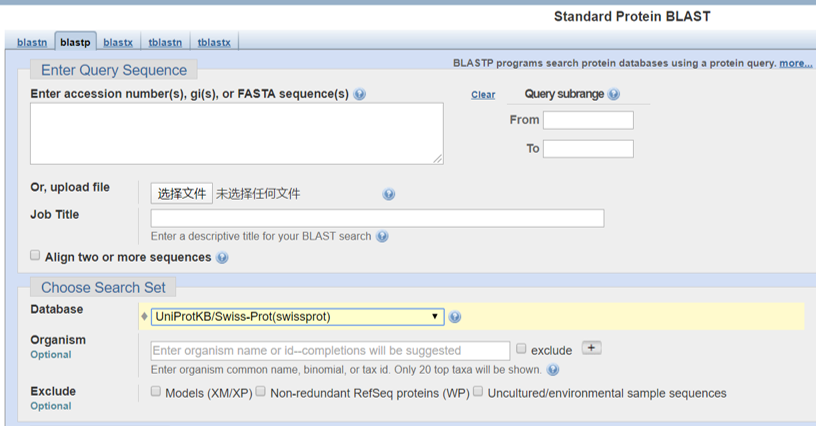 Standard Protein BLAST
blastn blastp blastx tblastn tblastx
BLASTP programs search protein databases using a protein query. more...
Enter Query Sequence
Enter accession number(s), gi(s), or FASTA sequence(s) Clear Query subrange
From
To
Or, upload file 选择文件 未选择任何文件
Job Title
Enter a descriptive title for your BLAST search
Align two or more sequences
Choose Search Set
Database UniProtKB/Swiss-Prot(swissprot)
Organism
Optional
Enter organism name or id--completions will be suggested exclude +
Enter organism common name, binomial, or tax id. Only 20 top taxa will be shown.
Exclude Models (XM/XP) Non-redundant RefSeq proteins (WP) Uncultured/environmental sample sequences
Optional